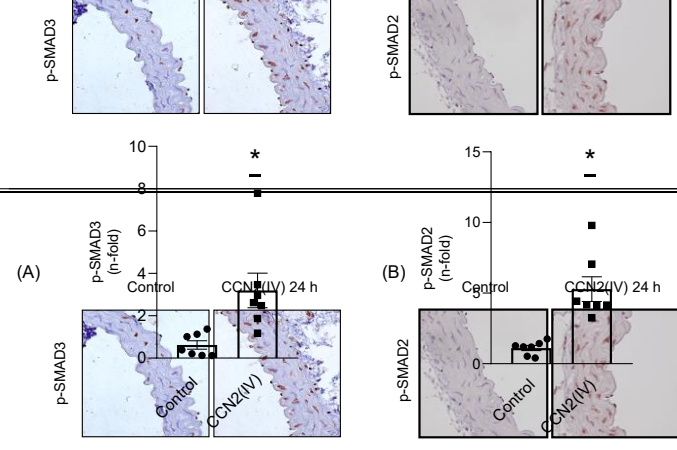 p-SMAD3
p-SMAD2
10
8
6
4
2
0
*
p-SMAD3
(n-fold)
15
10
5
0
*
p-SMAD2
(n-fold)
(A)
Control
CCN2(IV) 24 h
(B)
Control
CCN2(IV) 24 h
p-SMAD3
p-SMAD2
Control
CCN2(IV)
Control
CCN2(IV)